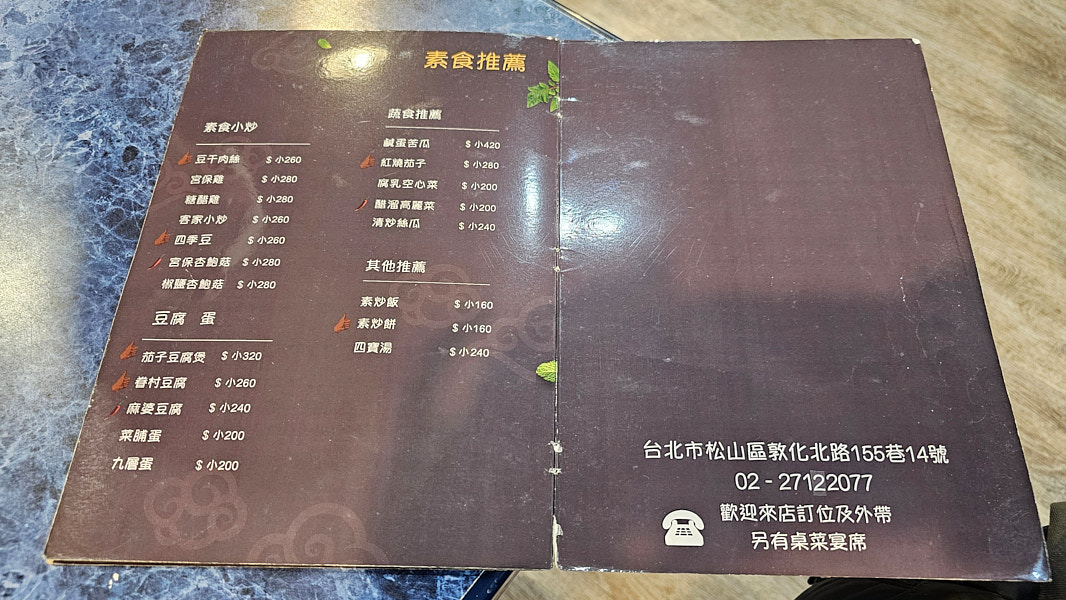 素食推薦
素食小炒
豆干肉絲 $小260
宮保雞 $小280
糖醋雞 $小280
客家小炒 $小260
四季豆 $小260
宮保杏鮑菇 $小280
椒鹽杏鮑菇 $小280
豆腐 蛋
茄子豆腐煲 $小320
眷村豆腐 $小260
麻婆豆腐 $小240
菜脯蛋 $小200
九層蛋 $小200
蔬食推薦
鹹蛋苦瓜 $小420
紅燒茄子 $小280
腐乳空心菜 $小200
醋溜高麗菜 $小200
清炒絲瓜 $小240
其他推薦
素炒飯 $小160
素炒餅 $小160
四寶湯 $小240
台北市松山區敦化北路155巷14號
02 - 27122077
歡迎來店訂位及外帶
另有桌菜宴席